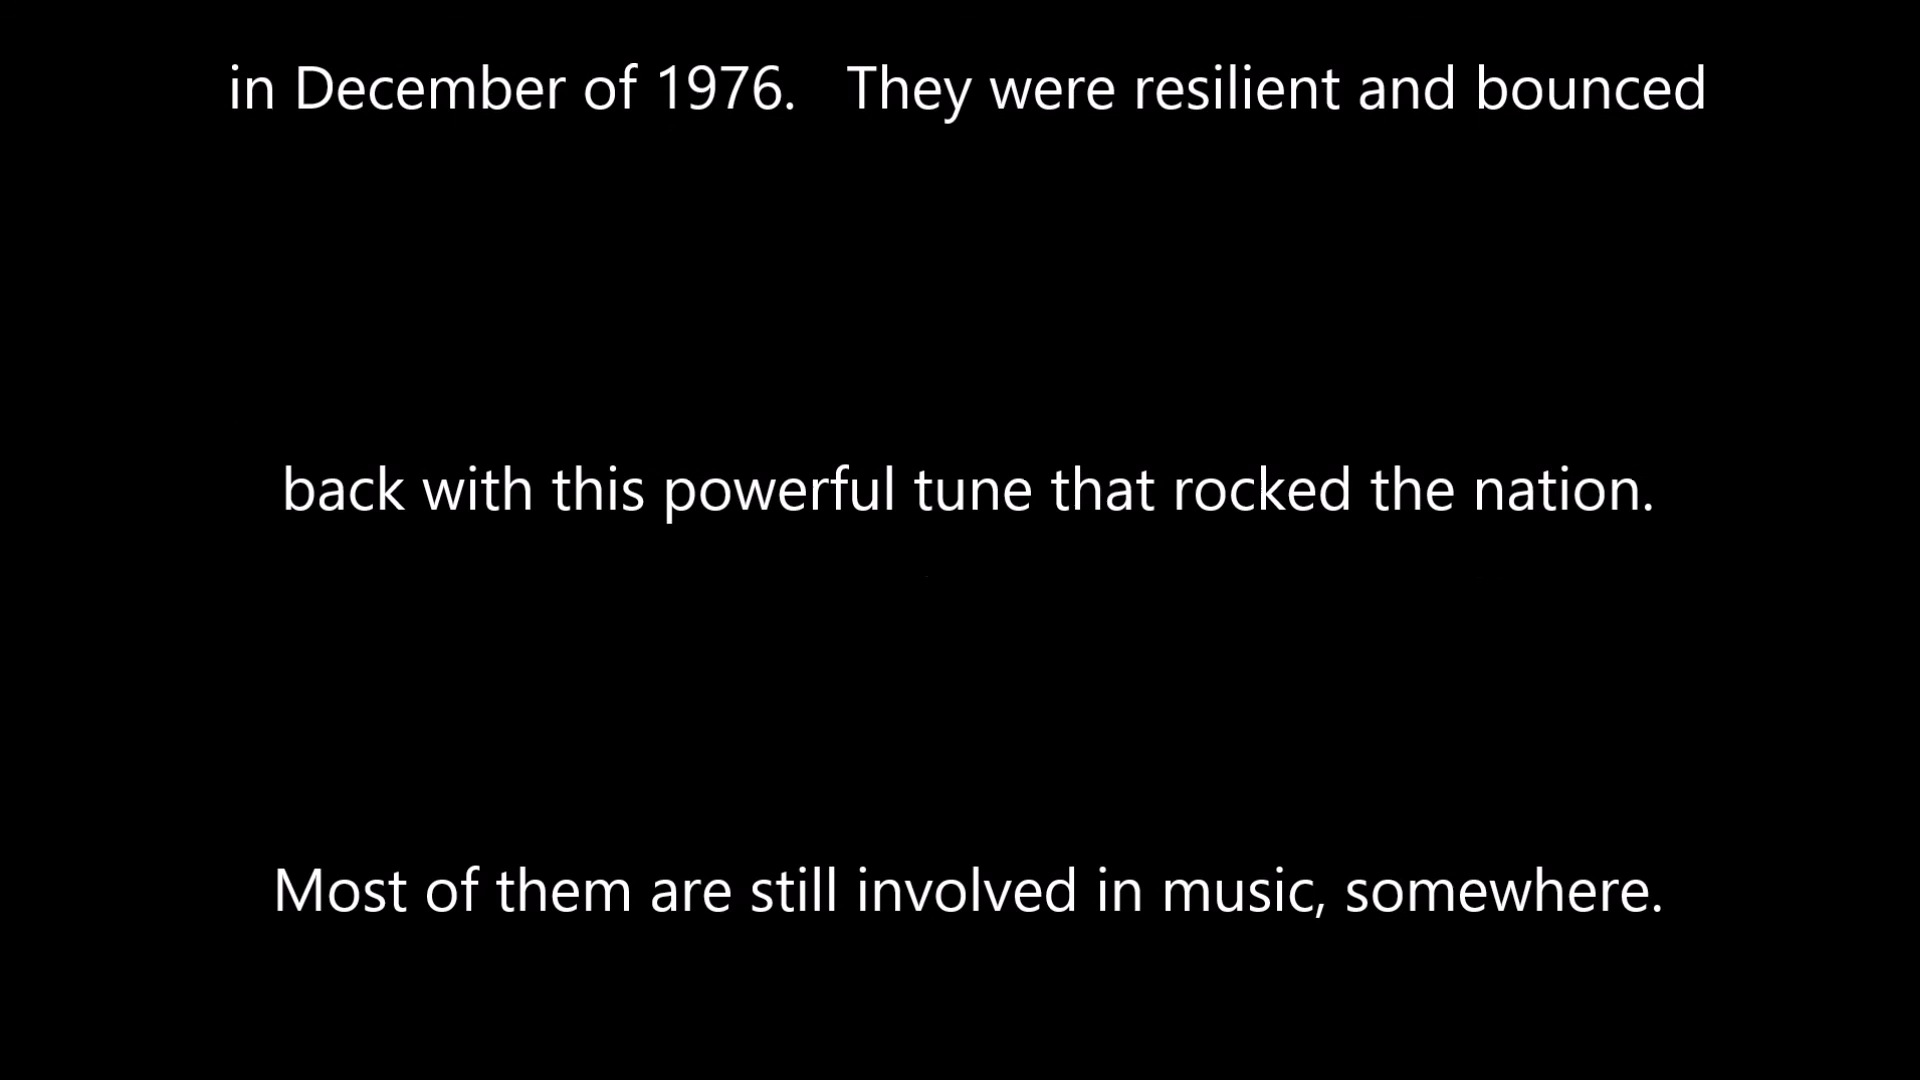 in December of 1976.   They were resilient and bounced
back with this powerful tune that rocked the nation.
Most of them are still involved in music, somewhere.